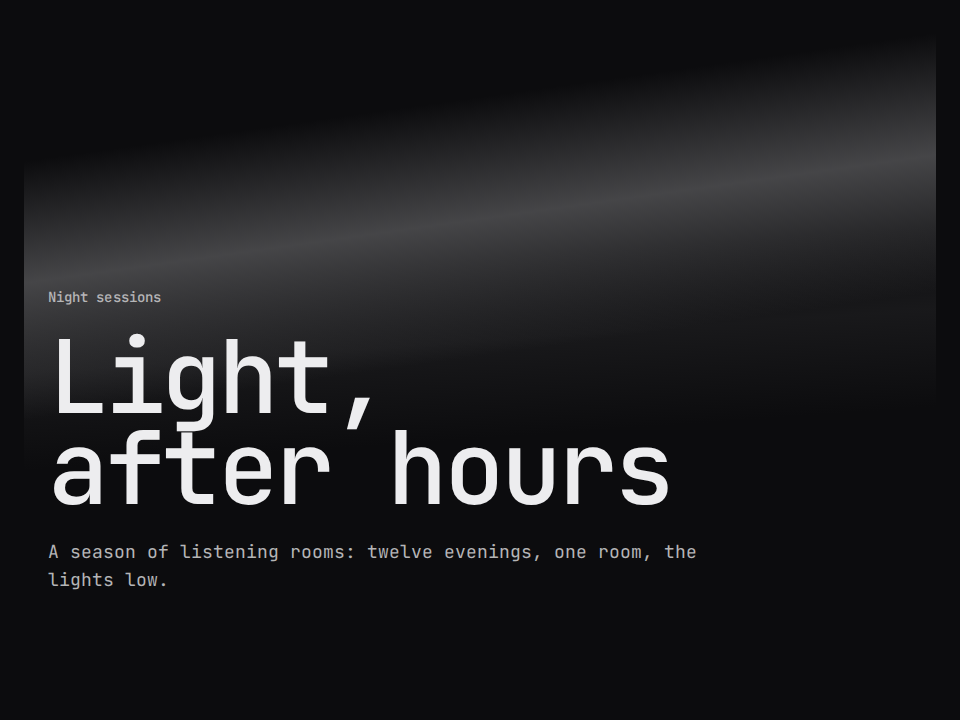 Night sessions
Light,
after hours
A season of listening rooms: twelve evenings, one room, the
lights low.